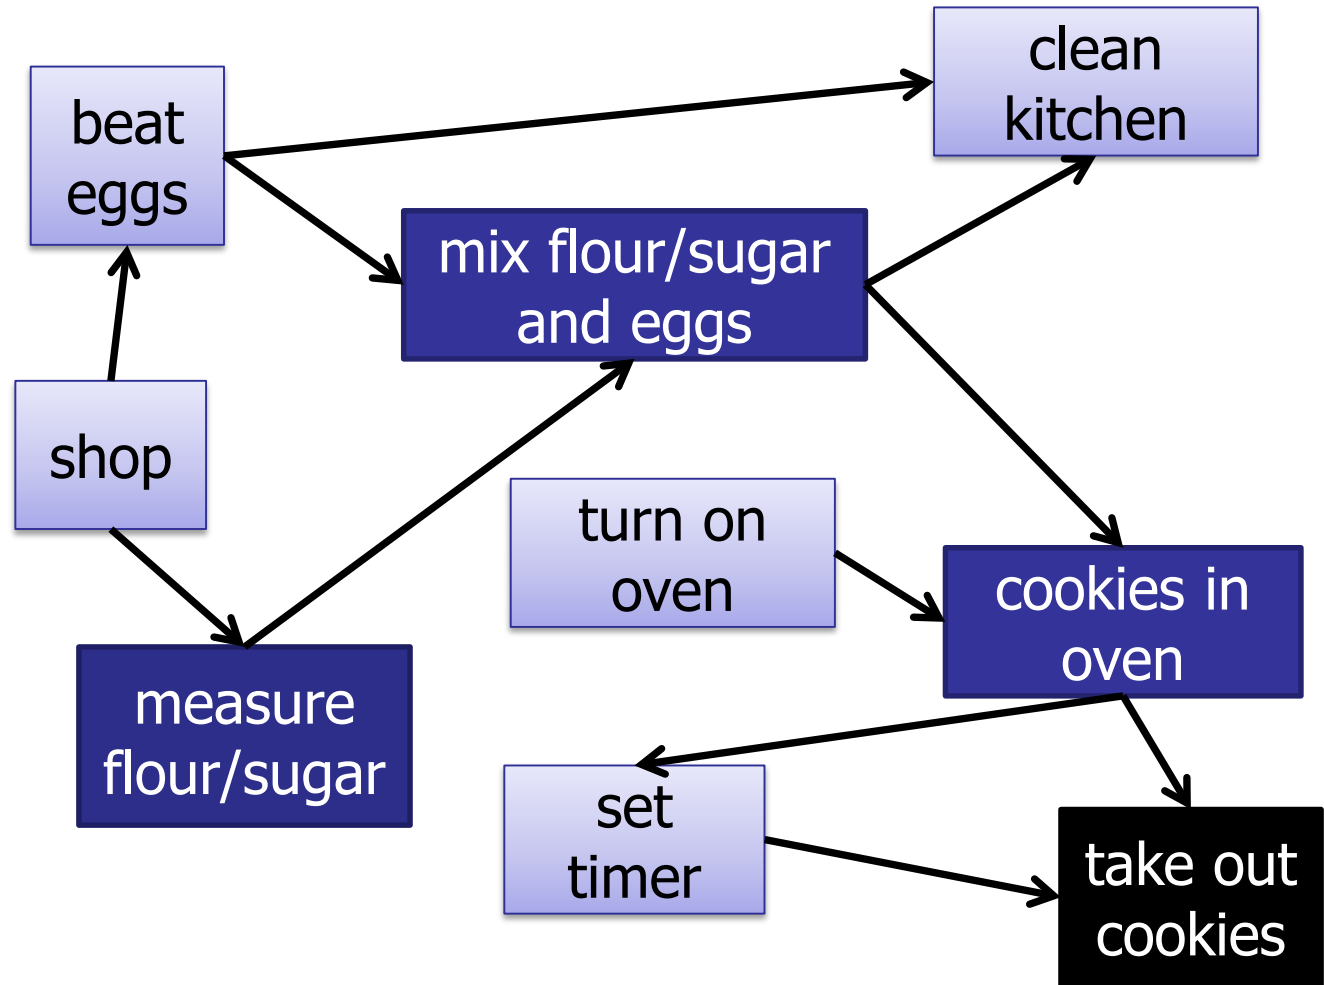 clean
kitchen
beat
eggs
mix flour/sugar
and eggs
shop
turn on
oven
cookies in
oven
measure
flour/sugar
set
timer
take out
cookies